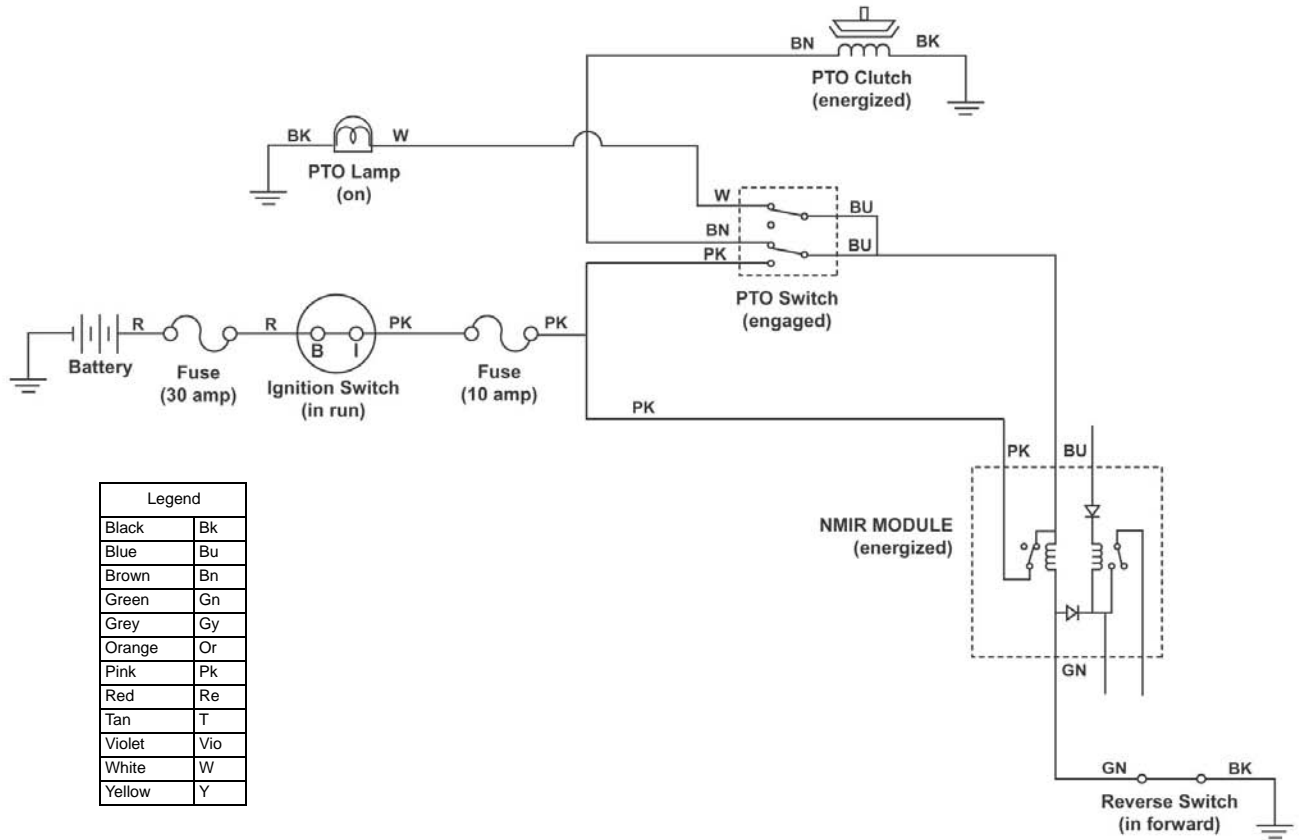 BN
BK
PTO Clutch
(energized)
BK
W
PTO Lamp
(on)
W
BU
BN
BU
PK
PTO Switch
(engaged)
R
R
PK
PK
B
I
Battery
Fuse
(30 amp)
Ignition Switch
(in run)
Fuse
(10 amp)
PK
PK
BU
NMIR MODULE
(energized)
GN
GN
BK
Reverse Switch
(in forward)
Legend
Black Bk
Blue Bu
Brown Bn
Green Gn
Grey Gy
Orange Or
Pink Pk
Red Re
Tan T
Violet Vio
White W
Yellow Y